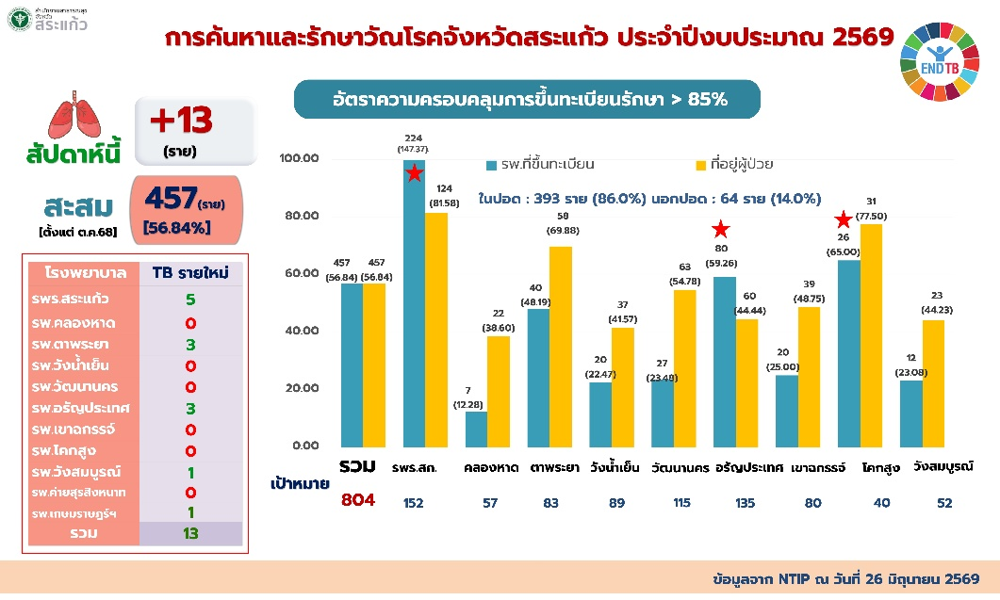 สำนักงานสาธารณสุข
จังหวัด
สระแก้ว
การค้นหาและรักษาวัณโรคจังหวัดสระแก้ว ประจำปีงบประมาณ 2569
END TB
อัตราความครอบคลุมการขึ้นทะเบียนรักษา > 85%
สัปดาห์นี้
+13
(ราย)
สะสม
[ตั้งแต่ ต.ค.68]
457(ราย)
[56.84%]
โรงพยาบาล TB รายใหม่
รพร.สระแก้ว 5
รพ.คลองหาด 0
รพ.ตาพระยา 3
รพ.วังน้ำเย็น 0
รพ.วัฒนานคร 0
รพ.อรัญประเทศ 3
รพ.เขาฉกรรจ์ 0
รพ.โคกสูง 0
รพ.วังสมบูรณ์ 1
รพ.ค่ายสุรสิงหนาท 0
รพ.เกษมราษฎร์ฯ 1
รวม 13
รพ.ที่ขึ้นทะเบียน ที่อยู่ผู้ป่วย
ในปอด : 393 ราย (86.0%) นอกปอด : 64 ราย (14.0%)
100.00
80.00
60.00
40.00
20.00
0.00
457
(56.84)
457
(56.84)
224
(147.37)
124
(81.58)
7
(12.28)
22
(38.60)
40
(48.19)
58
(69.88)
20
(22.47)
37
(41.57)
27
(23.48)
63
(54.78)
80
(59.26)
60
(44.44)
20
(25.00)
39
(48.75)
26
(65.00)
31
(77.50)
12
(23.08)
23
(44.23)
รวม รพร.สก. คลองหาด ตาพระยา วังน้ำเย็น วัฒนานคร อรัญประเทศ เขาฉกรรจ์ โคกสูง วังสมบูรณ์
เป้าหมาย
804 152 57 83 89 115 135 80 40 52
ข้อมูลจาก NTIP ณ วันที่ 26 มิถุนายน 2569